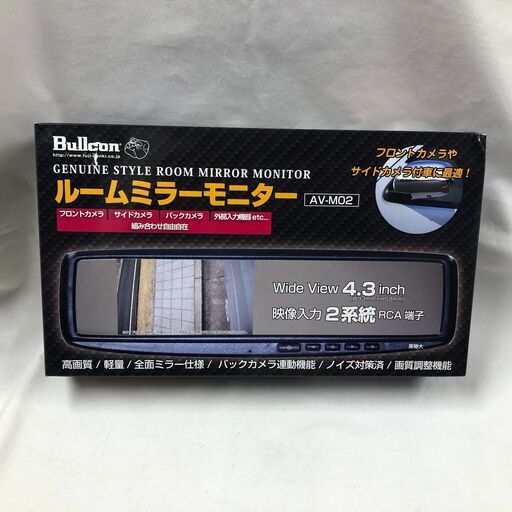 Bullcon
http://www.fuji-denki.co.jp
GENUINE STYLE ROOM MIRROR MONITOR
ルームミラーモニター
AV-M02
フロントカメラ サイドカメラ バックカメラ 外部入力機器 etc...
組み合わせ自由自在
フロントカメラや
サイドカメラ付車に最適!
Wide View 4.3 inch
(W93mm×H59mm)
映像入力 2系統 RCA 端子
実物大
高画質 / 軽量 / 全面ミラー仕様 / バックカメラ連動機能 / ノイズ対策済 / 画質調整機能